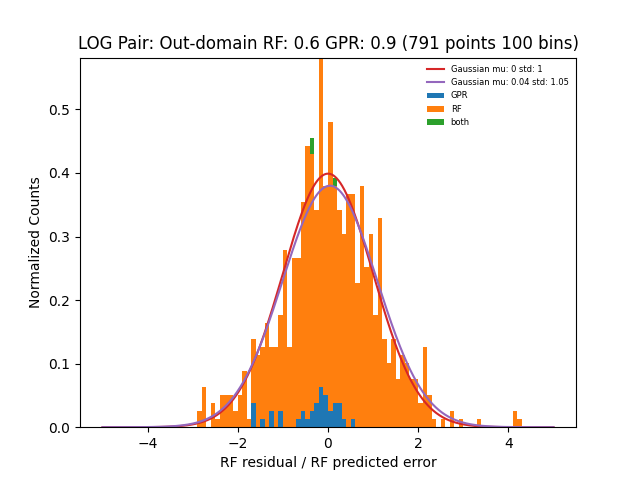 LOG Pair: Out-domain RF: 0.6 GPR: 0.9 (791 points 100 bins)
Gaussian mu: 0 std: 1
Gaussian mu: 0.04 std: 1.05
GPR
RF
both
Normalized Counts
0.5
0.4
0.3
0.2
0.1
0.0
−4 −2 0 2 4
RF residual / RF predicted error